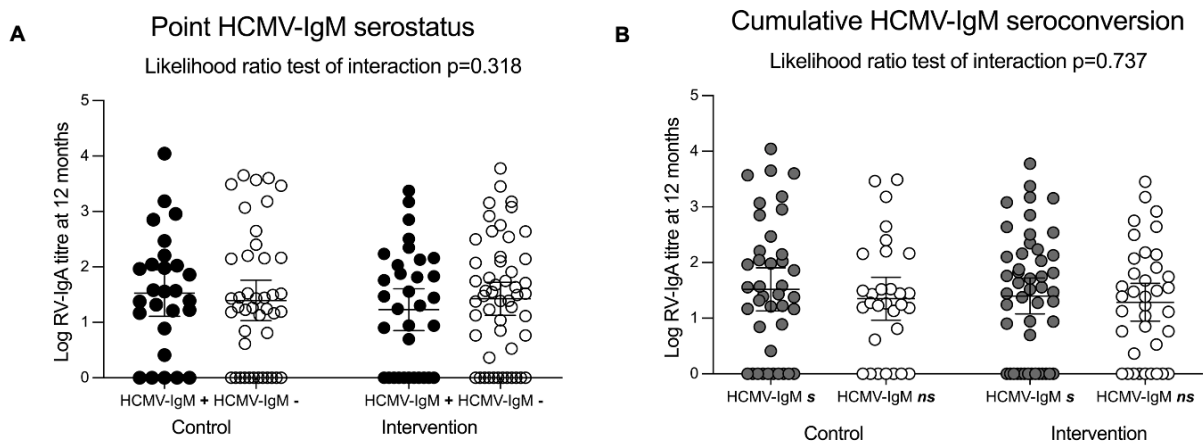 A
Point HCMV-IgM serostatus
Likelihood ratio test of interaction p=0.318
Log RV-IgA titre at 12 months
5
4
3
2
1
0
HCMV-IgM + HCMV-IgM -
HCMV-IgM + HCMV-IgM -
Control
Intervention
B
Cumulative HCMV-IgM seroconversion
Likelihood ratio test of interaction p=0.737
Log RV-IgA titre at 12 months
5
4
3
2
1
0
HCMV-IgM s
HCMV-IgM ns
HCMV-IgM s
HCMV-IgM ns
Control
Intervention